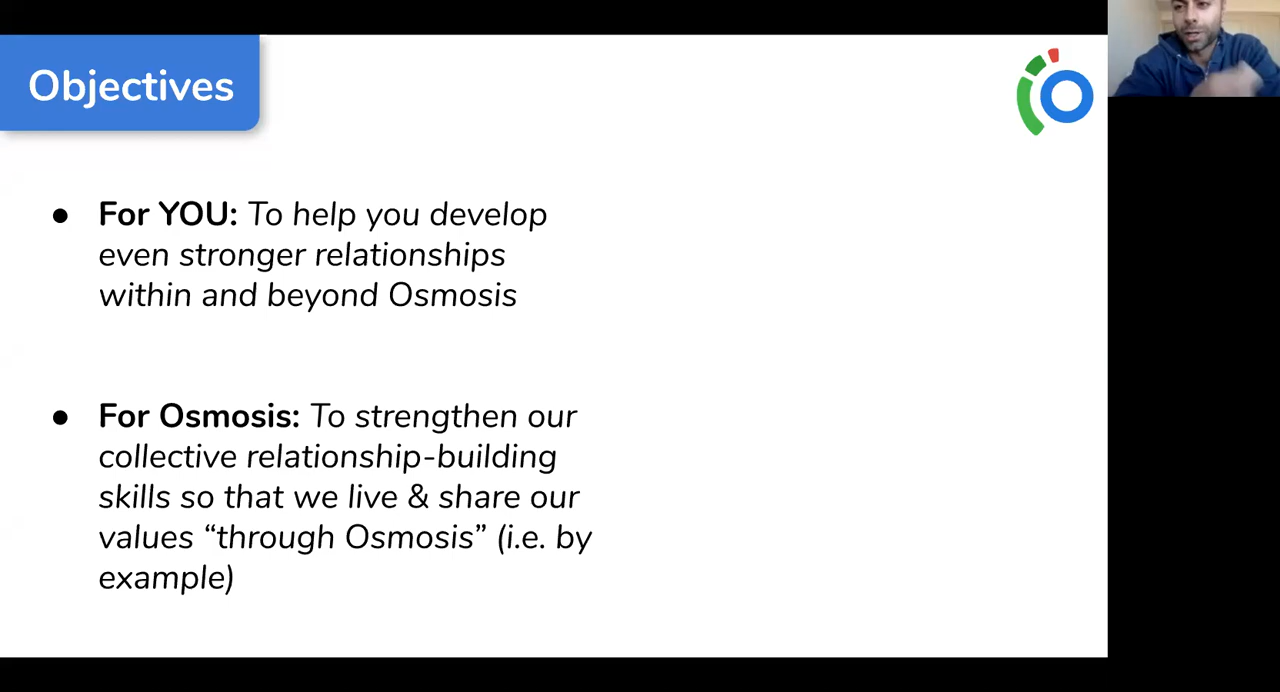 Objectives
● For YOU: To help you develop
even stronger relationships
within and beyond Osmosis
● For Osmosis: To strengthen our
collective relationship-building
skills so that we live & share our
values “through Osmosis” (i.e. by
example)